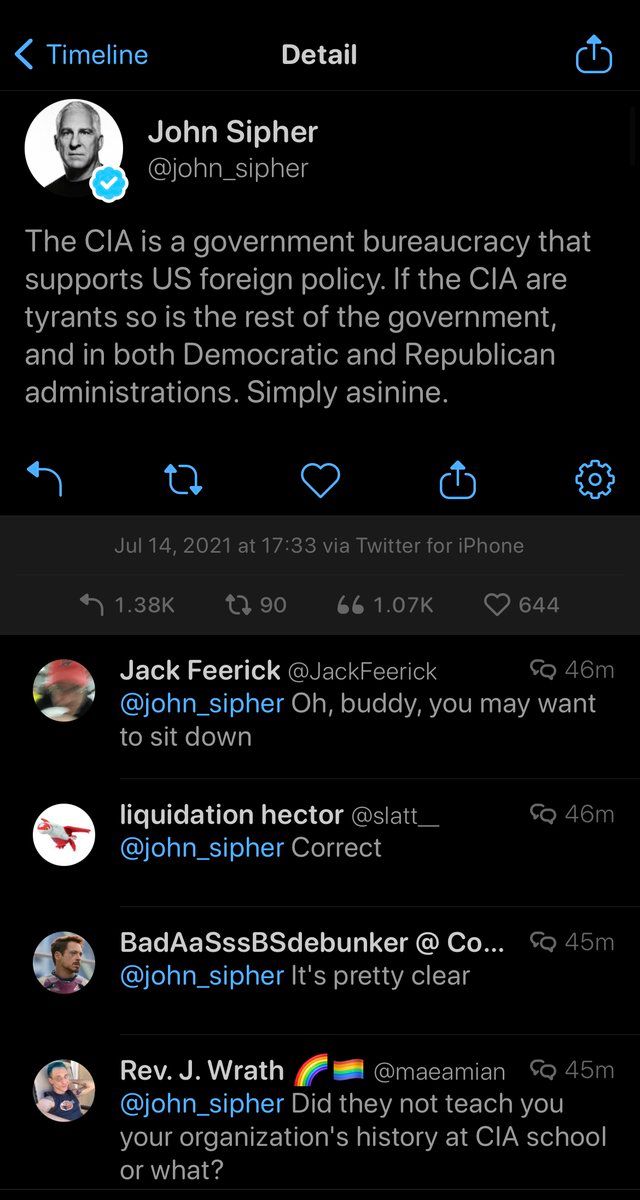 Timeline
Detail
John Sipher
@john_sipher
The CIA is a government bureaucracy that
supports US foreign policy. If the CIA are
tyrants so is the rest of the government,
and in both Democratic and Republican
administrations. Simply asinine.
Jul 14, 2021 at 17:33 via Twitter for iPhone
1.38K 90 1.07K 644
Jack Feerick @JackFeerick 46m
@john_sipher Oh, buddy, you may want
to sit down
liquidation hector @slatt__ 46m
@john_sipher Correct
BadAaSssBSdebunker @ Co... 45m
@john_sipher It's pretty clear
Rev. J. Wrath 🌈🏳️‍🌈 @maeamian 45m
@john_sipher Did they not teach you
your organization's history at CIA school
or what?